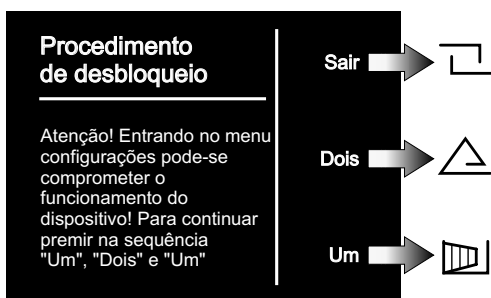 Procedimento
de desbloqueio
Atenção! Entrando no menu
configurações pode-se
comprometer o
funcionamento do
dispositivo! Para continuar
premir na sequência
"Um", "Dois" e "Um"
Sair
Dois
Um